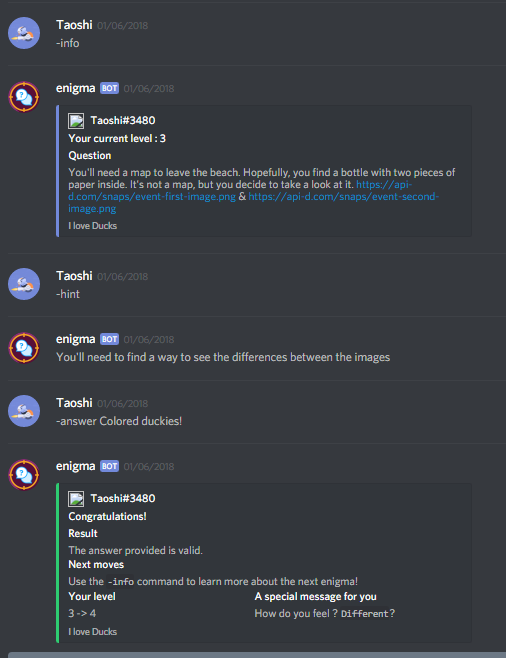 Taoshi 01/06/2018
-info
enigma BOT 01/06/2018
Taoshi#3480
Your current level : 3
Question
You'll need a map to leave the beach. Hopefully, you find a bottle with two pieces of
paper inside. It's not a map, but you decide to take a look at it. https://api-
d.com/snaps/event-first-image.png & https://api-d.com/snaps/event-second-
image.png
I love Ducks
Taoshi 01/06/2018
-hint
enigma BOT 01/06/2018
You'll need to find a way to see the differences between the images
Taoshi 01/06/2018
-answer Colored duckies!
enigma BOT 01/06/2018
Taoshi#3480
Congratulations!
Result
The answer provided is valid.
Next moves
Use the -info command to learn more about the next enigma!
Your level A special message for you
3 -> 4 How do you feel ? Different?
I love Ducks